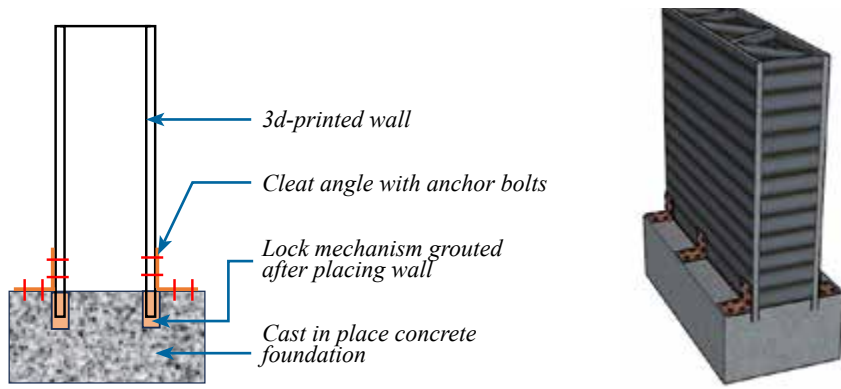 3d-printed wall
Cleat angle with anchor bolts
Lock mechanism grouted
after placing wall
Cast in place concrete
foundation